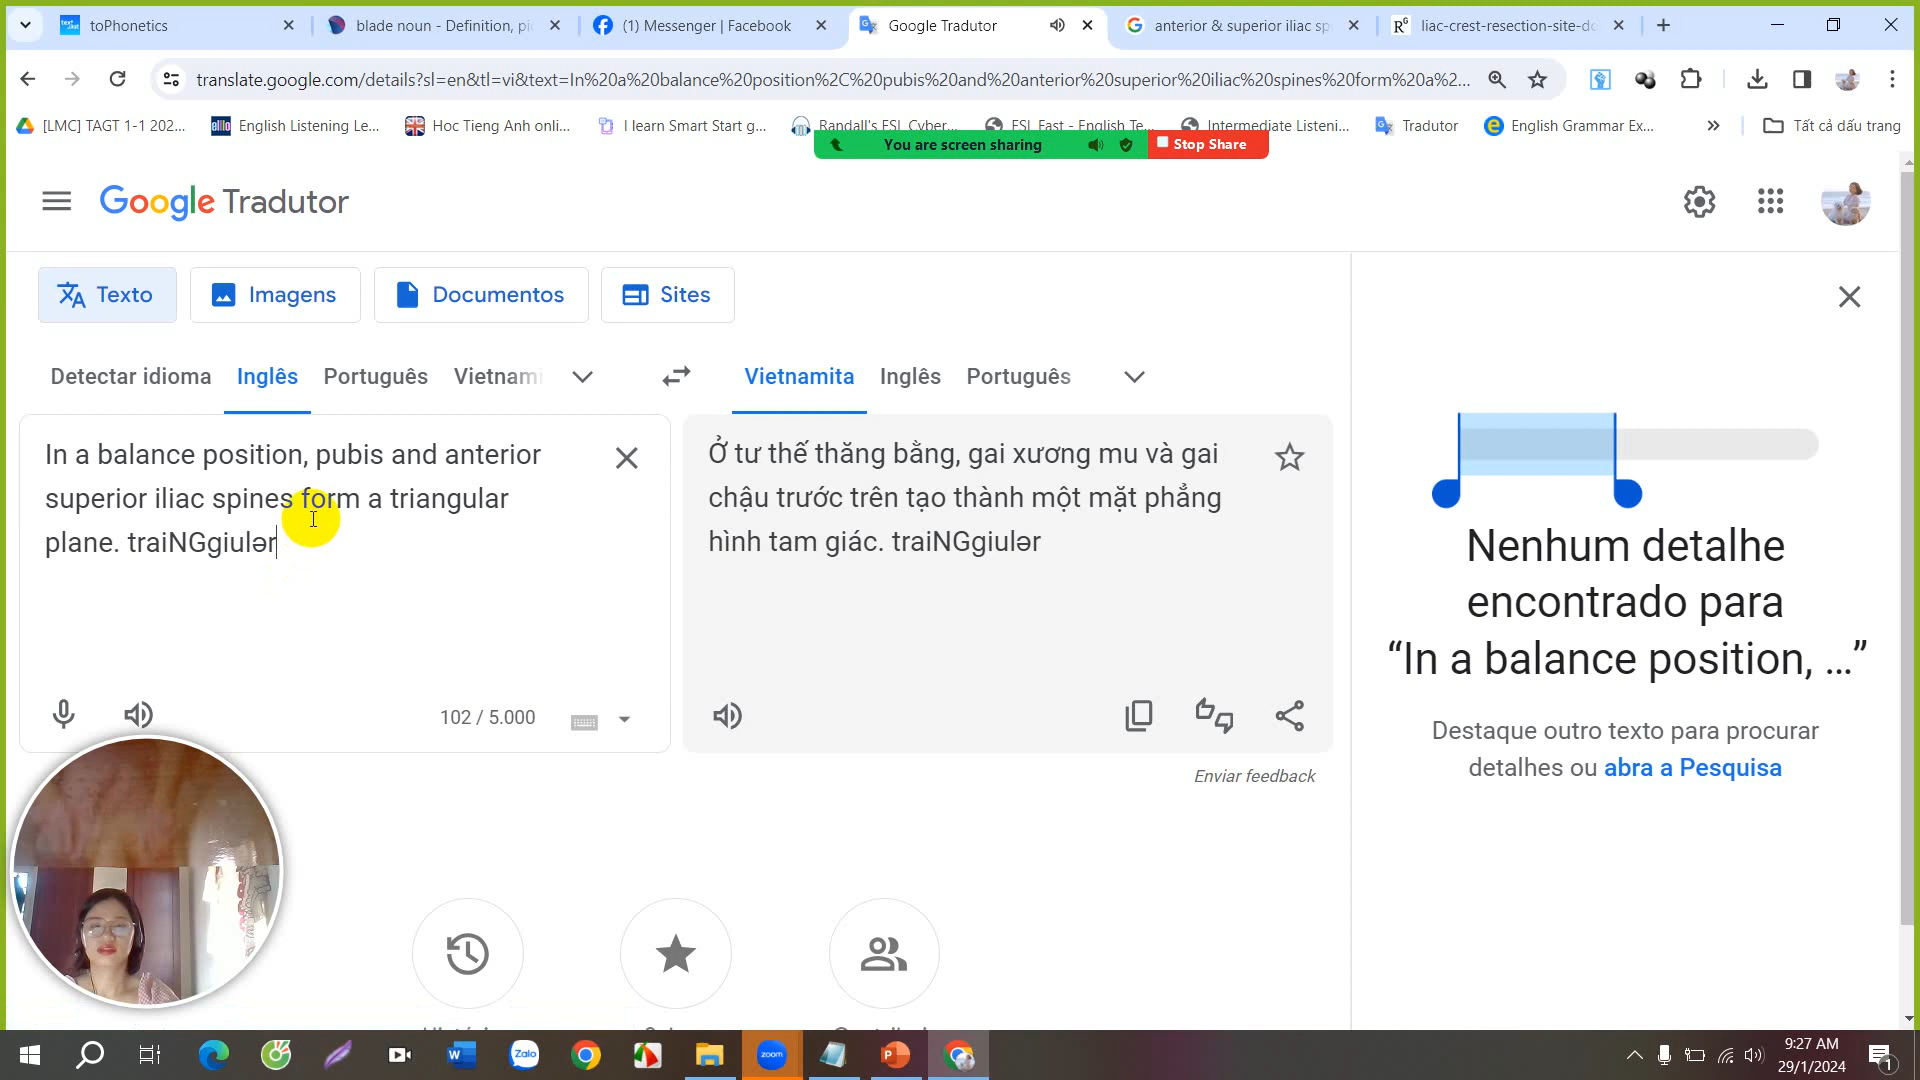 toPhonetics
blade noun - Definition, pi
(1) Messenger | Facebook
Google Tradutor
anterior & superior iliac sp
liac-crest-resection-site-do
translate.google.com/details?sl=en&tl=vi&text=In%20a%20balance%20position%2C%20pubis%20and%20anterior%20superior%20iliac%20spines%20form%20a%2...
[LMC] TAGT 1-1 202...
English Listening Le...
Hoc Tieng Anh onli...
I learn Smart Start g...
Randall's ESL Cyber...
ESL Fast - English Te...
Intermediate Listeni...
Tradutor
English Grammar Ex...
Tất cả dấu trang
You are screen sharing
Stop Share
Google Tradutor
Texto
Imagens
Documentos
Sites
Detectar idioma
Inglês
Português
Vietnami
Vietnamita
Inglês
Português
In a balance position, pubis and anterior
superior iliac spines form a triangular
plane. traiNGgiulər
102 / 5.000
Ở tư thế thăng bằng, gai xương mu và gai
chậu trước trên tạo thành một mặt phẳng
hình tam giác. traiNGgiulər
Enviar feedback
Nenhum detalhe
encontrado para
“In a balance position, ...”
Destaque outro texto para procurar
detalhes ou abra a Pesquisa
Zalo
zoom
9:27 AM
29/1/2024
1